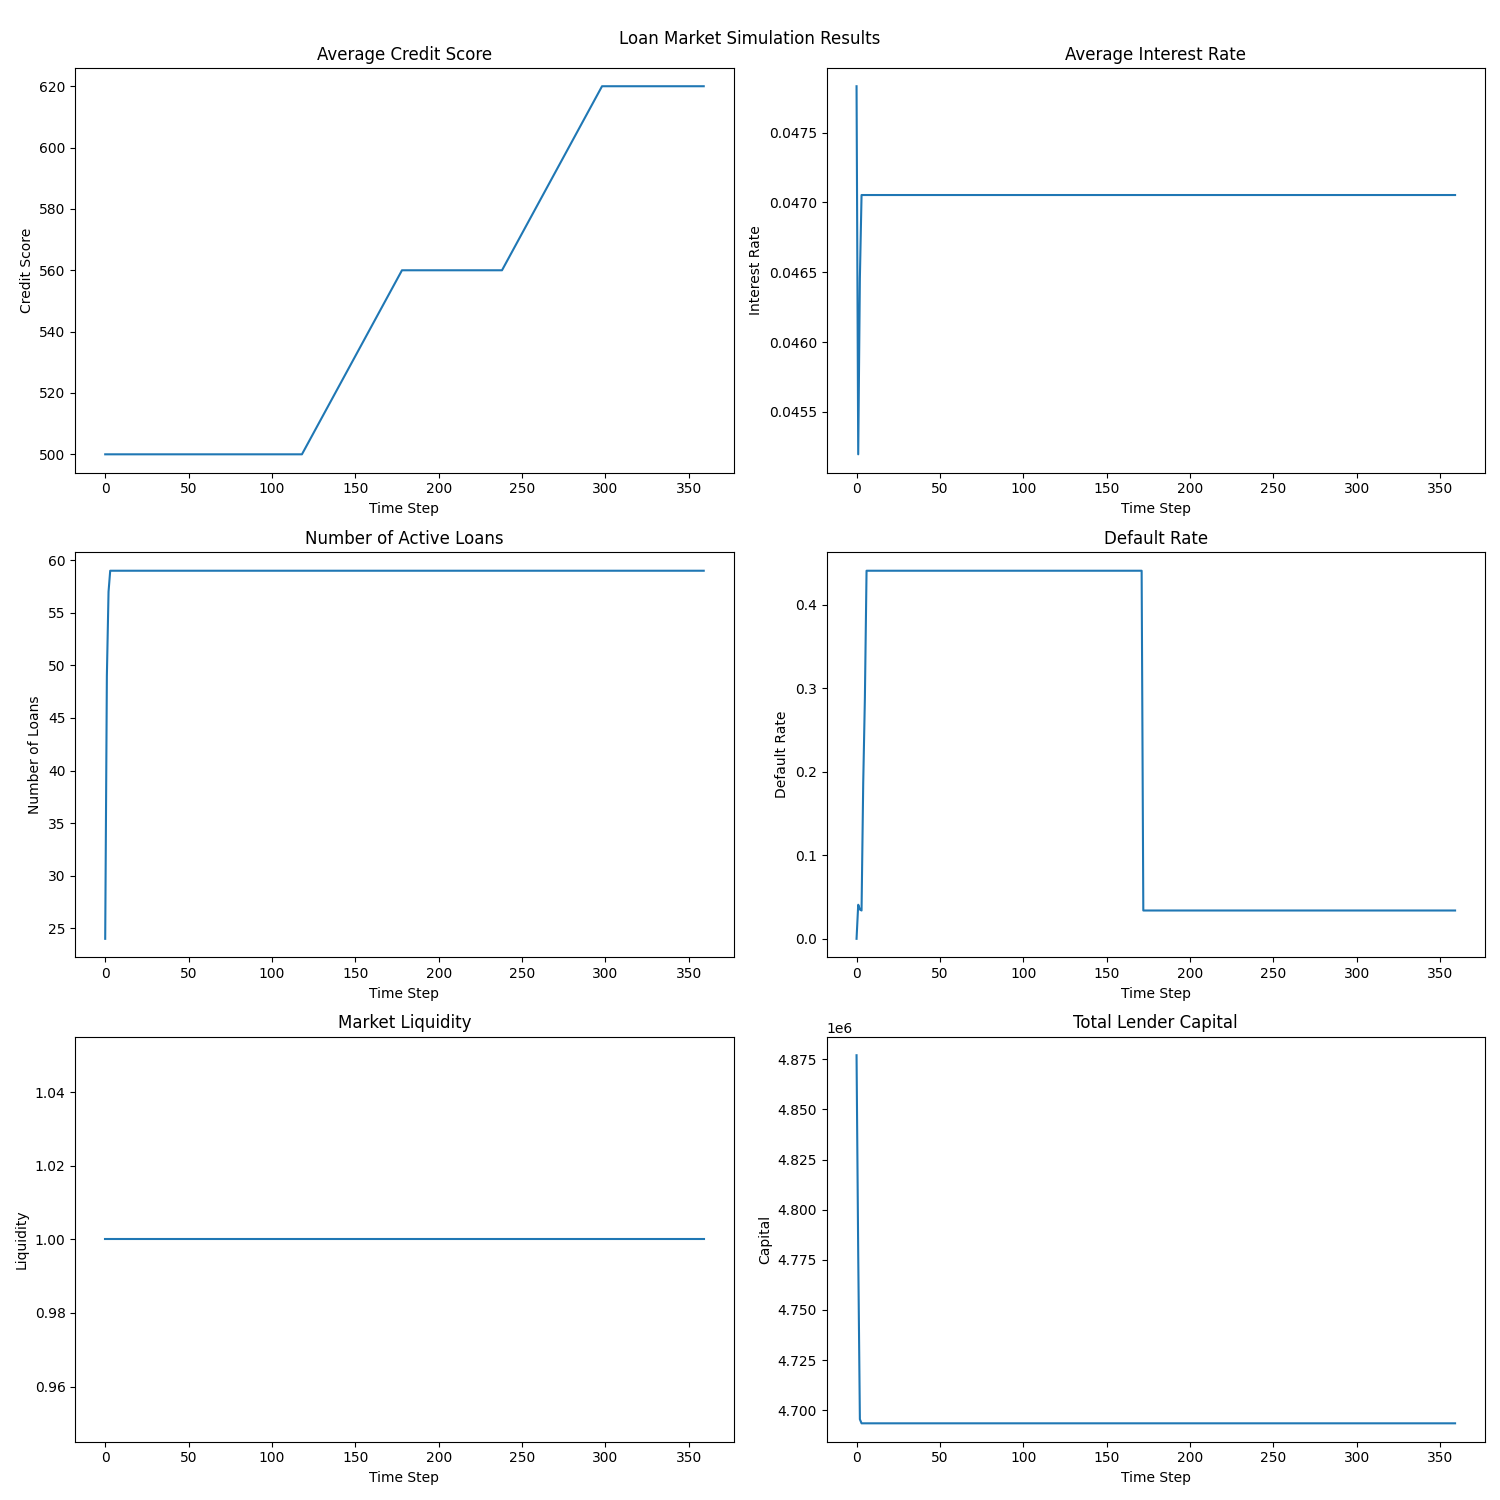 Loan Market Simulation Results
Average Credit Score
Credit Score
620
600
580
560
540
520
500
0 50 100 150 200 250 300 350
Time Step
Average Interest Rate
Interest Rate
0.0475
0.0470
0.0465
0.0460
0.0455
0 50 100 150 200 250 300 350
Time Step
Number of Active Loans
Number of Loans
60
55
50
45
40
35
30
25
0 50 100 150 200 250 300 350
Time Step
Default Rate
Default Rate
0.4
0.3
0.2
0.1
0.0
0 50 100 150 200 250 300 350
Time Step
Market Liquidity
Liquidity
1.04
1.02
1.00
0.98
0.96
0 50 100 150 200 250 300 350
Time Step
Total Lender Capital
1e6
Capital
4.875
4.850
4.825
4.800
4.775
4.750
4.725
4.700
0 50 100 150 200 250 300 350
Time Step